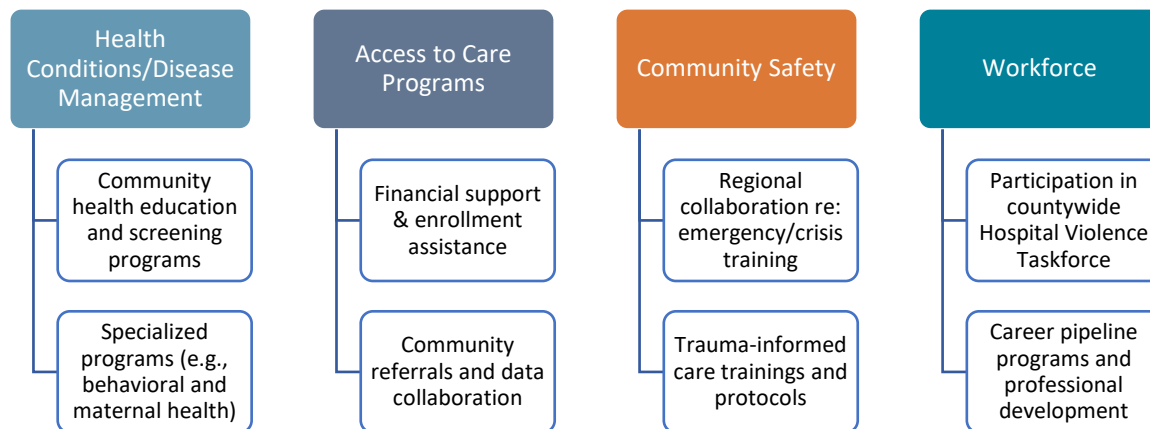 Health
Conditions/Disease
Management
Community
health education
and screening
programs
Specialized
programs (e.g.,
behavioral and
maternal health)
Access to Care
Programs
Financial support
& enrollment
assistance
Community
referrals and data
collaboration
Community Safety
Regional
collaboration re:
emergency/crisis
training
Trauma-informed
care trainings and
protocols
Workforce
Participation in
countywide
Hospital Violence
Taskforce
Career pipeline
programs and
professional
development